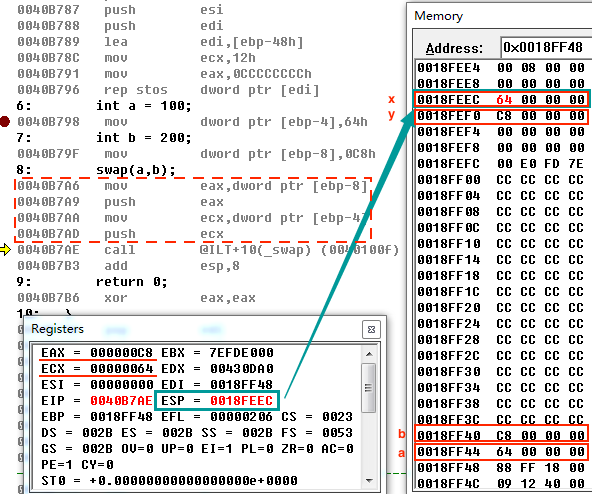 0040B787 push esi
0040B788 push edi
0040B789 lea edi,[ebp-48h]
0040B78C mov ecx,12h
0040B791 mov eax,0CCCCCCCCh
0040B796 rep stos dword ptr [edi]
6: int a = 100;
0040B798 mov dword ptr [ebp-4],64h
7: int b = 200;
0040B79F mov dword ptr [ebp-8],0C8h
8: swap(a,b);
0040B7A6 mov eax,dword ptr [ebp-8]
0040B7A9 push eax
0040B7AA mov ecx,dword ptr [ebp-4]
0040B7AD push ecx
0040B7AE call @ILT+10(_swap) (0040100f)
0040B7B3 add esp,8
9: return 0;
0040B7B6 xor eax,eax
10: }
Registers
EAX = 000000C8 EBX = 7EFDE000
ECX = 00000064 EDX = 00430DA0
ESI = 00000000 EDI = 0018FF48
EIP = 0040B7AE ESP = 0018FEEC
EBP = 0018FF48 EFL = 00000206 CS = 0023
DS = 002B ES = 002B SS = 002B FS = 0053
GS = 002B OV=0 UP=0 EI=1 PL=0 ZR=0 AC=0
PE=1 CY=0
ST0 = +0.00000000000000000e+0000
Memory
Address: 0x0018FF48
0018FEE4 00 08 00 00
0018FEE8 00 00 00 00
x 0018FEEC 64 00 00 00
y 0018FEF0 C8 00 00 00
0018FEF4 00 00 00 00
0018FEF8 00 00 00 00
0018FEFC 00 E0 FD 7E
0018FF00 CC CC CC CC
0018FF04 CC CC CC CC
0018FF08 CC CC CC CC
0018FF0C CC CC CC CC
0018FF10 CC CC CC CC
0018FF14 CC CC CC CC
0018FF18 CC CC CC CC
0018FF1C CC CC CC CC
0018FF20 CC CC CC CC
0018FF24 CC CC CC CC
0018FF28 CC CC CC CC
0018FF2C CC CC CC CC
0018FF30 CC CC CC CC
0018FF34 CC CC CC CC
0018FF38 CC CC CC CC
0018FF3C CC CC CC CC
b 0018FF40 C8 00 00 00
a 0018FF44 64 00 00 00
0018FF48 88 FF 18 00
0018FF4C 09 12 40 00